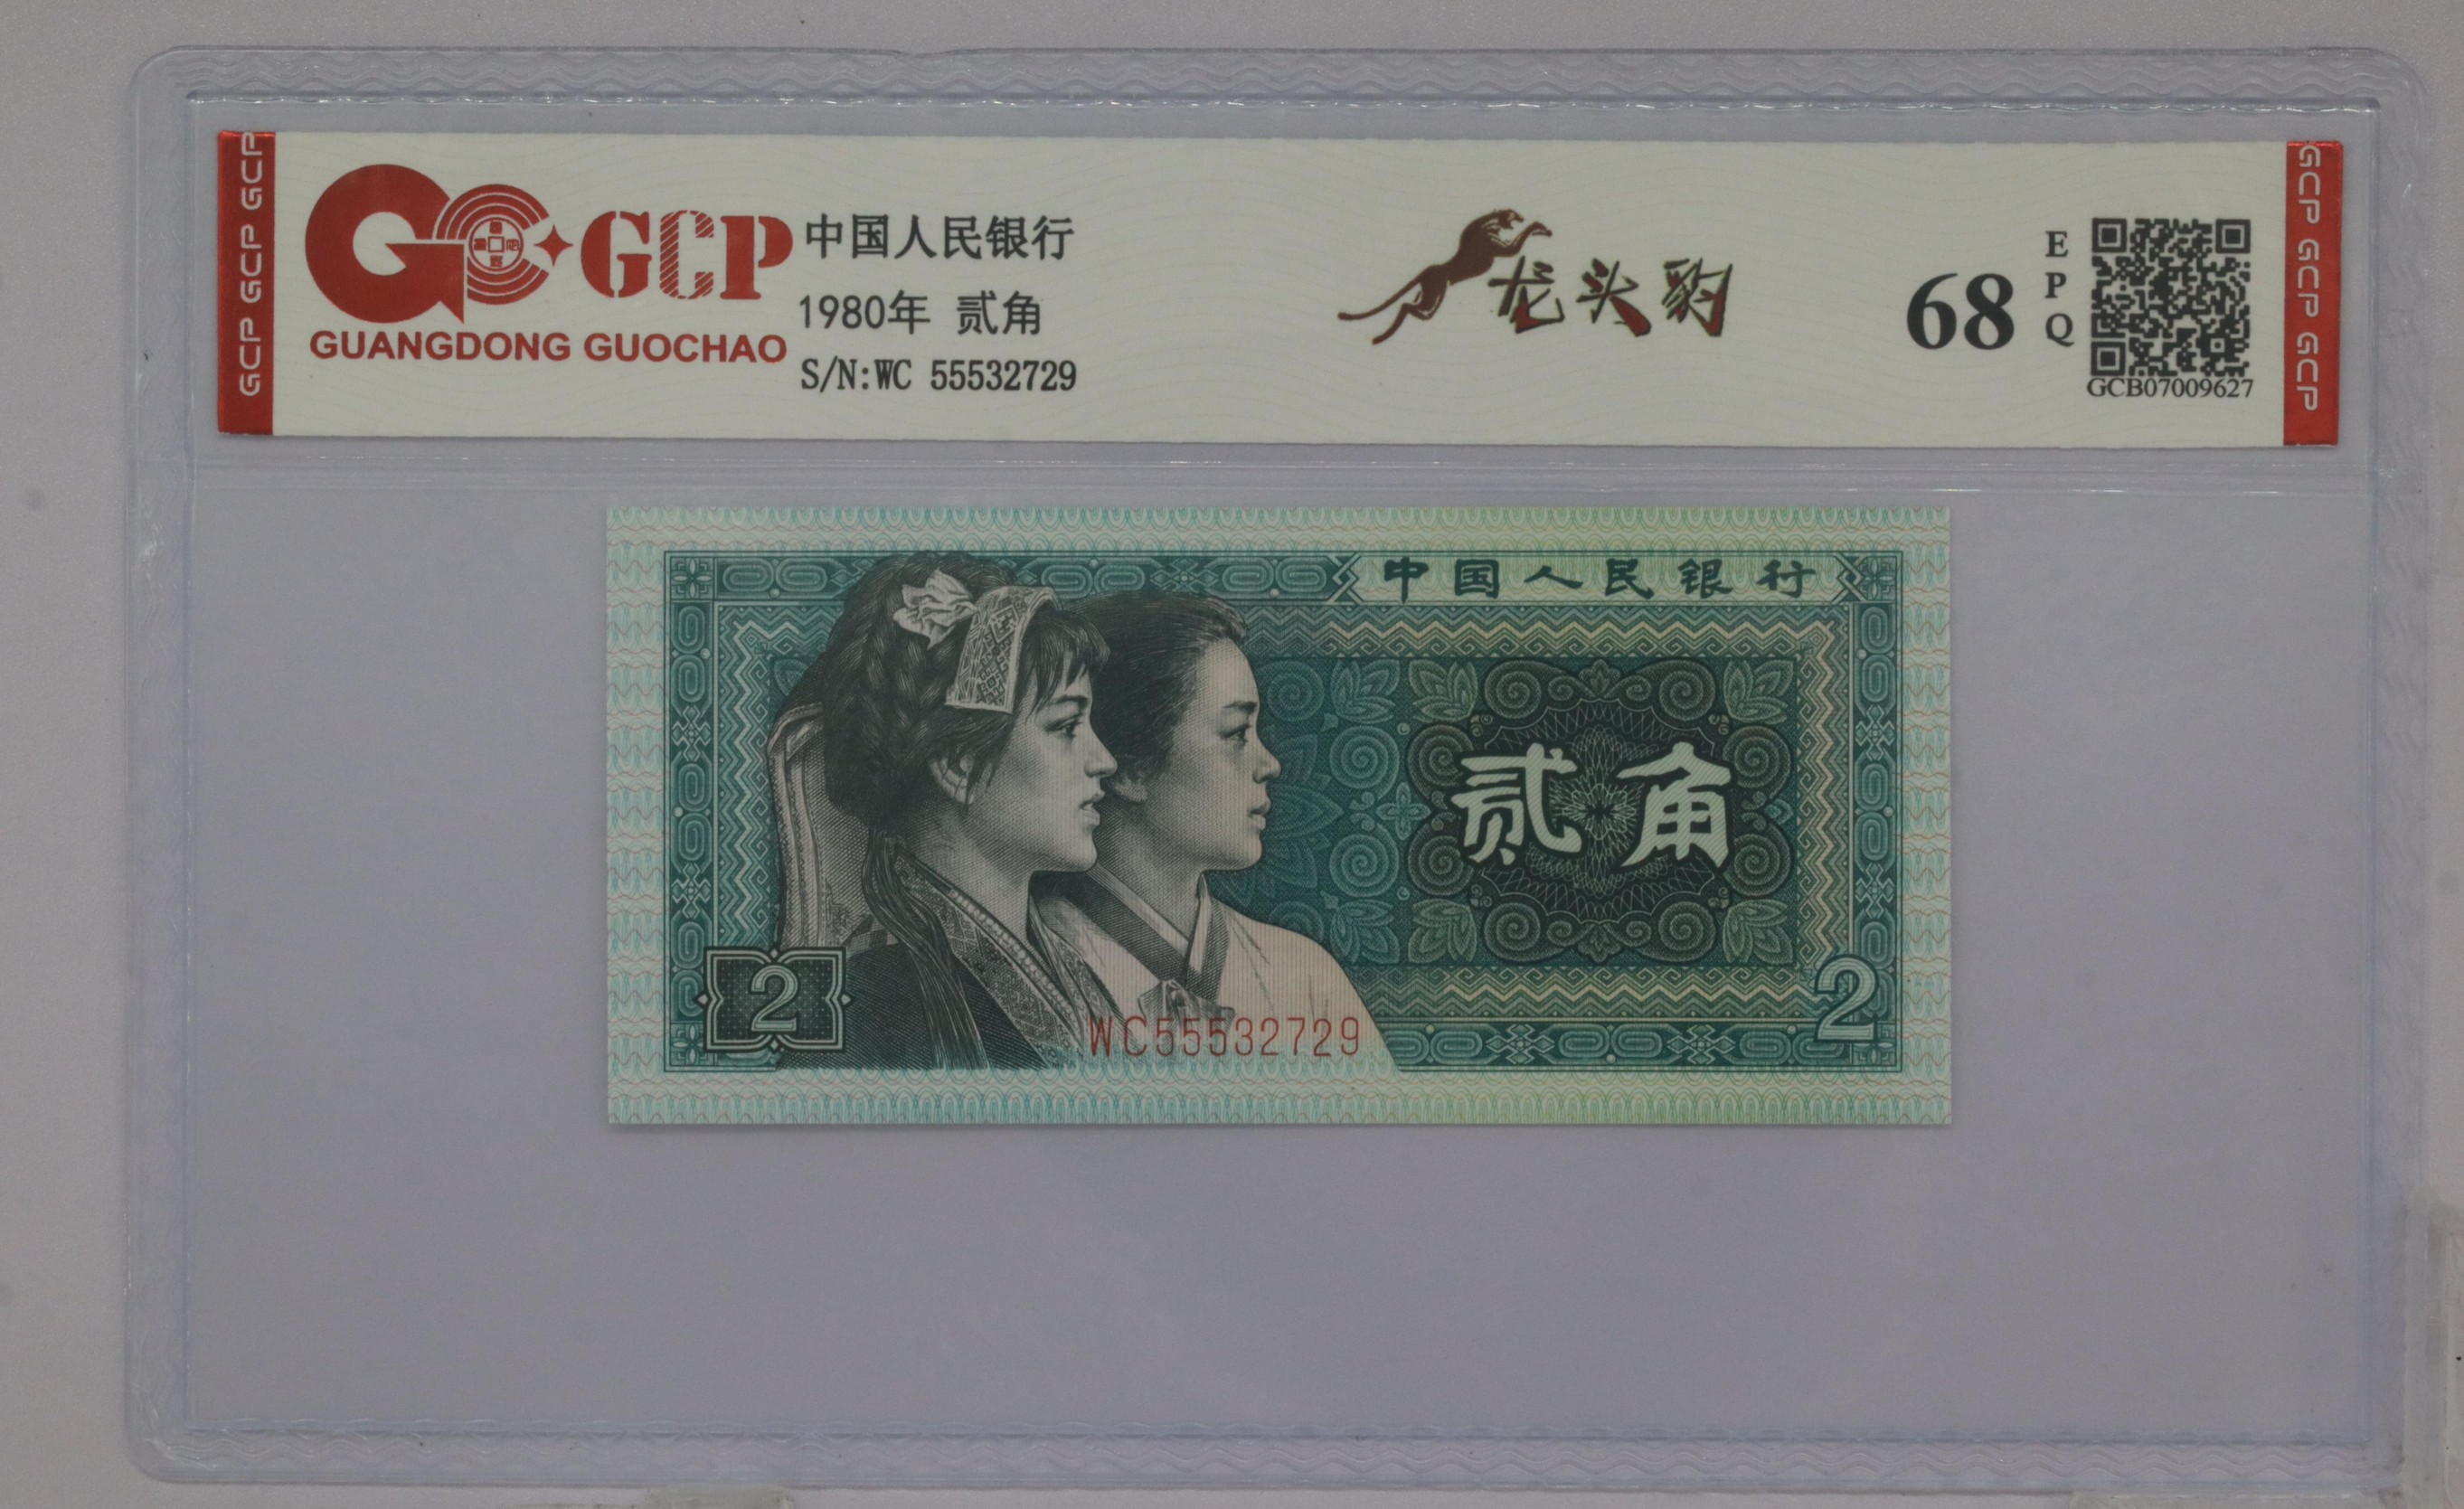 GCP GCP GCP
GCP
GUANGDONG GUOCHAO
中国人民银行
1980年 贰角
S/N:WC 55532729
龙头豹
68
EPQ
GCB07009627
GCP GCP GCP
中国人民银行
贰角
2
2
WC55532729